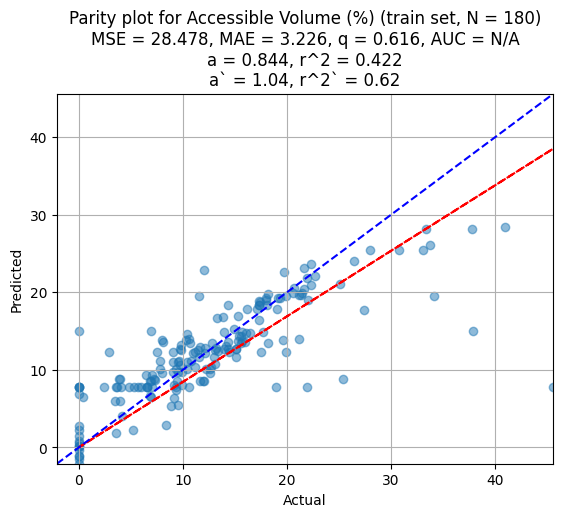 Parity plot for Accessible Volume (%) (train set, N = 180)
MSE = 28.478, MAE = 3.226, q = 0.616, AUC = N/A
a = 0.844, r^2 = 0.422
a` = 1.04, r^2` = 0.62
40
30
20
10
0
Predicted
0 10 20 30 40
Actual